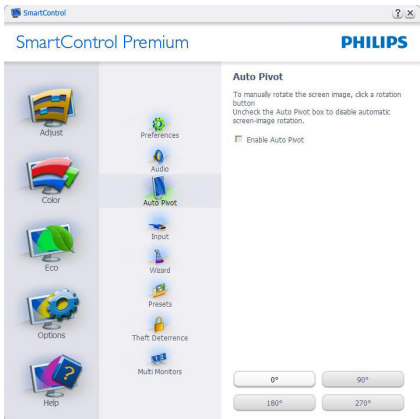 SmartControl
SmartControl Premium
PHILIPS
Adjust
Color
Eco
Options
Help
Preferences
Audio
Auto Pivot
Input
Wizard
Presets
Theft Deterrence
Multi Monitors
Auto Pivot
To manually rotate the screen image, click a rotation
button
Uncheck the Auto Pivot box to disable automatic
screen-image rotation.
Enable Auto Pivot
0°
90°
180°
270°